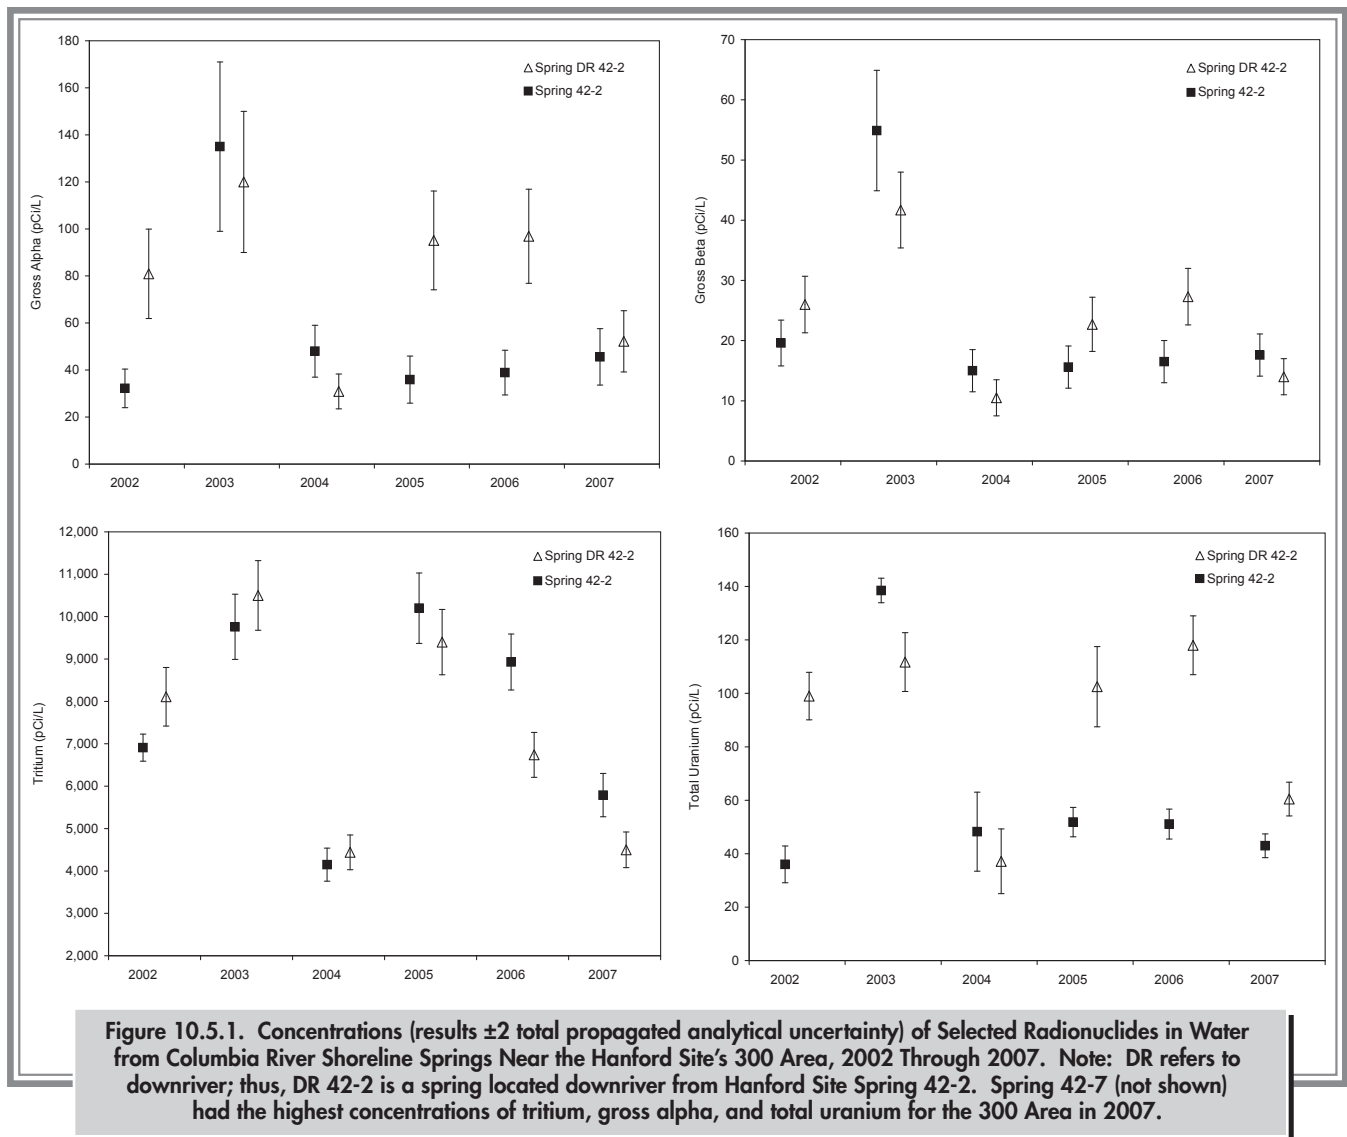 180
160
140
120
100
80
60
40
20
0
Gross Alpha (pCi/L)
Spring DR 42-2
Spring 42-2
2002 2003 2004 2005 2006 2007
70
60
50
40
30
20
10
0
Gross Beta (pCi/L)
Spring DR 42-2
Spring 42-2
2002 2003 2004 2005 2006 2007
12,000
11,000
10,000
9,000
8,000
7,000
6,000
5,000
4,000
3,000
2,000
Tritium (pCi/L)
Spring DR 42-2
Spring 42-2
2002 2003 2004 2005 2006 2007
160
140
120
100
80
60
40
20
0
Total Uranium (pCi/L)
Spring DR 42-2
Spring 42-2
2002 2003 2004 2005 2006 2007
Figure 10.5.1. Concentrations (results ±2 total propagated analytical uncertainty) of Selected Radionuclides in Water
from Columbia River Shoreline Springs Near the Hanford Site's 300 Area, 2002 Through 2007. Note: DR refers to
downriver; thus, DR 42-2 is a spring located downriver from Hanford Site Spring 42-2. Spring 42-7 (not shown)
had the highest concentrations of tritium, gross alpha, and total uranium for the 300 Area in 2007.